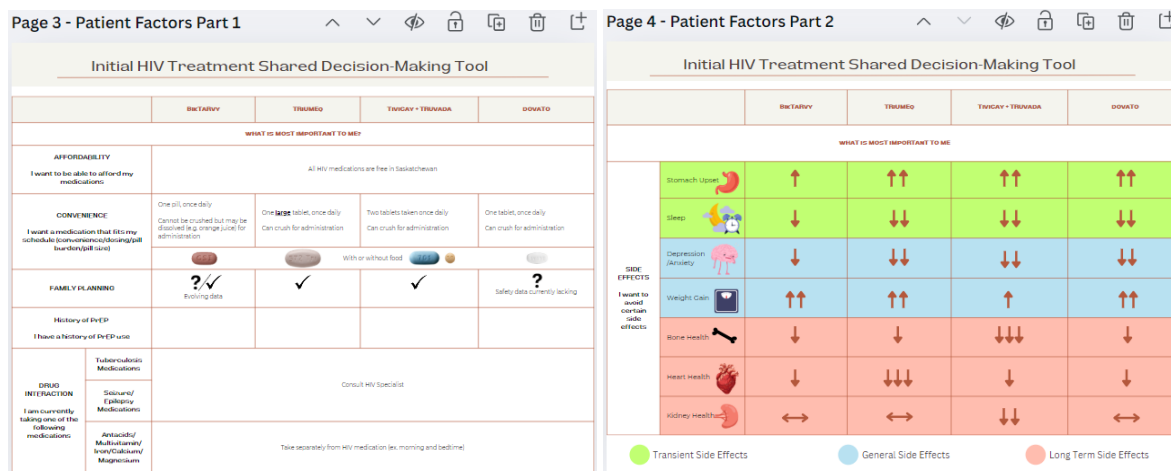 Page 3 - Patient Factors Part 1
Initial HIV Treatment Shared Decision-Making Tool
BIKTARVY
TRIUMEQ
TIVICAY + TRUVADA
DOVATO
WHAT IS MOST IMPORTANT TO ME?
AFFORDABILITY
I want to be able to afford my
medications
All HIV medications are free in Saskatchewan
CONVENIENCE
I want a medication that fits my
schedule (convenience/dosing/pill
burden/pill size)
One pill, once daily
Cannot be crushed but may be
dissolved (e.g. orange juice) for
administration
One large tablet, once daily
Can crush for administration
Two tablets taken once daily
Can crush for administration
One tablet, once daily
Can crush for administration
With or without food
FAMILY PLANNING
?/✓
Evolving data
✓
✓
?
Safety data currently lacking
History of PrEP
I have a history of PrEP use
DRUG
INTERACTION
I am currently
taking one of the
following
medications
Tuberculosis
Medications
Seizure/
Epilepsy
Medications
Consult HIV Specialist
Antacids/
Multivitamin/
Iron/Calcium/
Magnesium
Take separately from HIV medication (ex. morning and bedtime)
Page 4 - Patient Factors Part 2
Initial HIV Treatment Shared Decision-Making Tool
BIKTARVY
TRIUMEQ
TIVICAY + TRUVADA
DOVATO
WHAT IS MOST IMPORTANT TO ME
SIDE
EFFECTS
I want to
avoid
certain
side
effects
Stomach Upset
↑ ↑↑ ↑↑ ↑↑
Sleep
↓ ↓↓ ↓↓ ↓↓
Depression
/Anxiety
↓ ↓↓ ↓↓ ↓↓
Weight Gain
↑↑ ↑↑ ↑ ↑↑
Bone Health
↓ ↓ ↓↓↓ ↓
Heart Health
↓ ↓↓↓ ↓ ↓
Kidney Health
↔ ↔ ↓↓ ↔
Transient Side Effects
General Side Effects
Long Term Side Effects